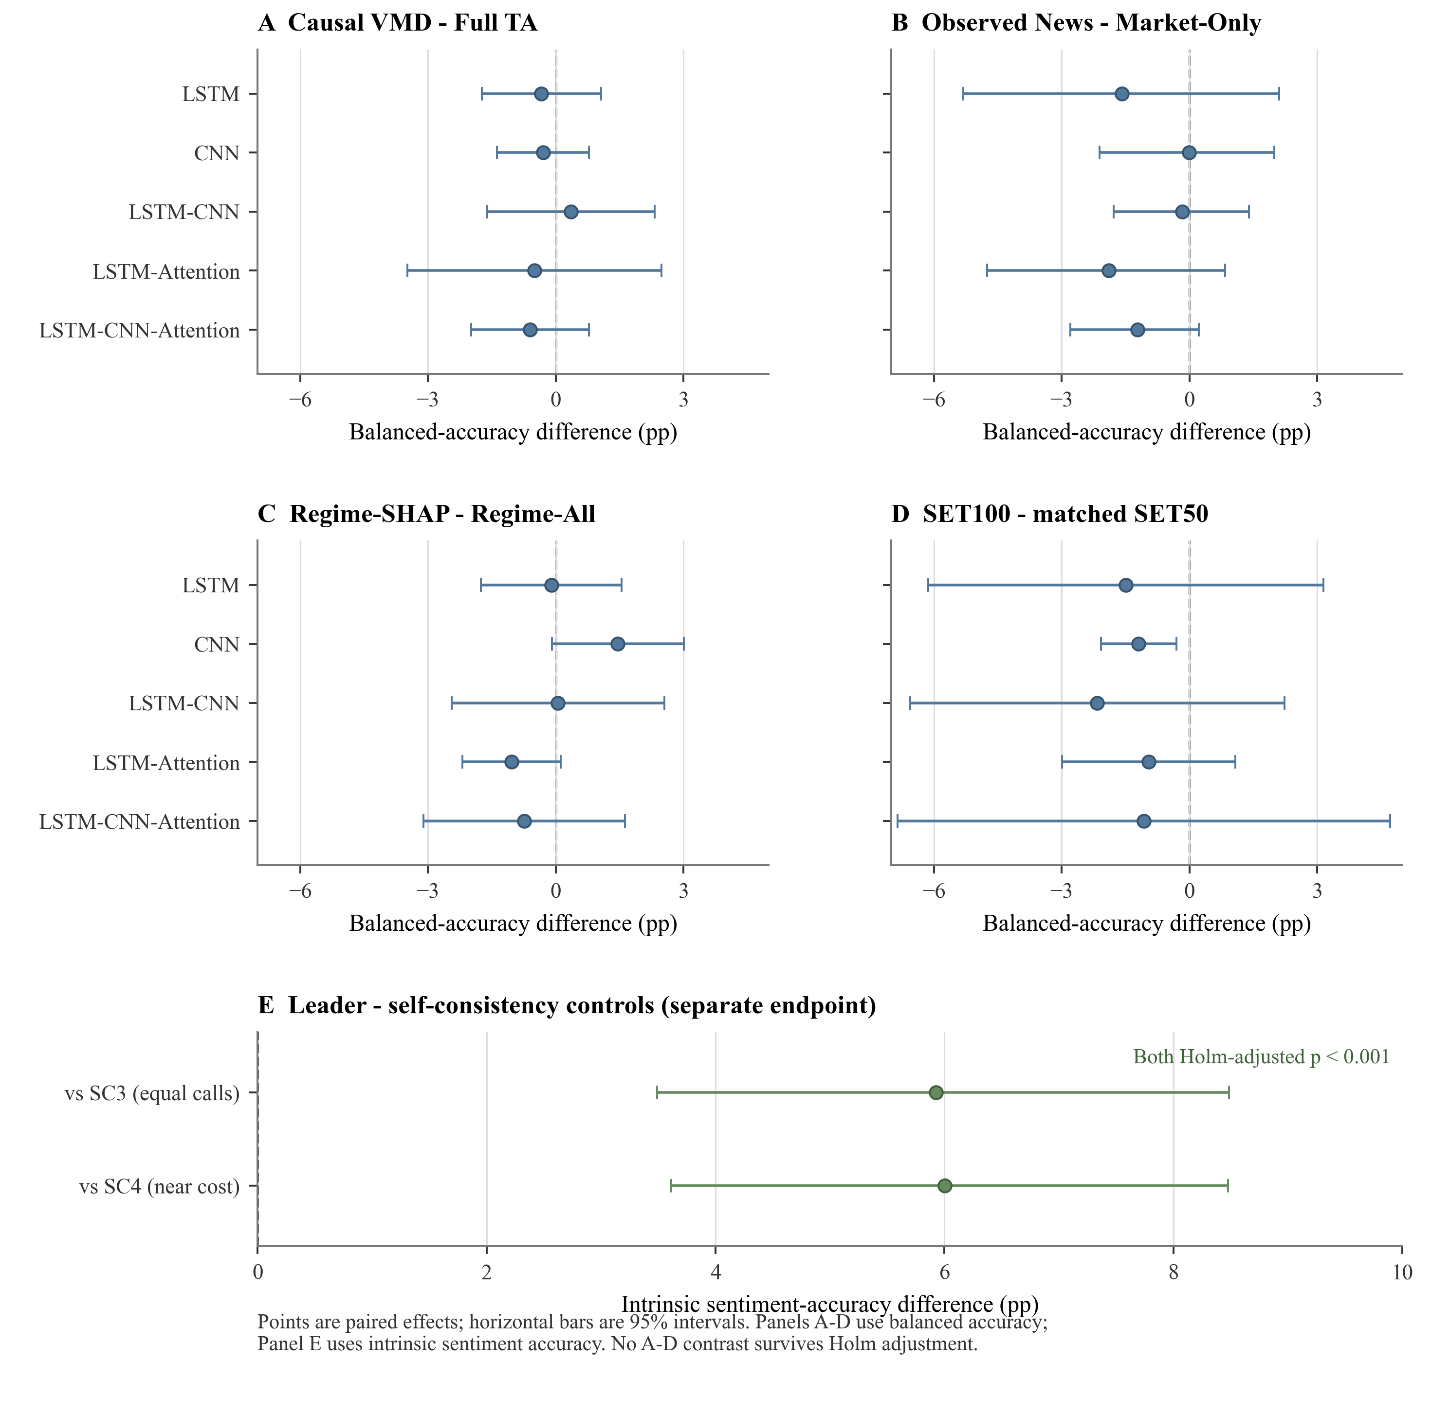 A Causal VMD - Full TA
B Observed News - Market-Only
LSTM
CNN
LSTM-CNN
LSTM-Attention
LSTM-CNN-Attention
−6 −3 0 3
−6 −3 0 3
Balanced-accuracy difference (pp)
Balanced-accuracy difference (pp)
C Regime-SHAP - Regime-All
D SET100 - matched SET50
LSTM
CNN
LSTM-CNN
LSTM-Attention
LSTM-CNN-Attention
−6 −3 0 3
−6 −3 0 3
Balanced-accuracy difference (pp)
Balanced-accuracy difference (pp)
E Leader - self-consistency controls (separate endpoint)
Both Holm-adjusted p < 0.001
vs SC3 (equal calls)
vs SC4 (near cost)
0 2 4 6 8 10
Intrinsic sentiment-accuracy difference (pp)
Points are paired effects; horizontal bars are 95% intervals. Panels A-D use balanced accuracy;
Panel E uses intrinsic sentiment accuracy. No A-D contrast survives Holm adjustment.